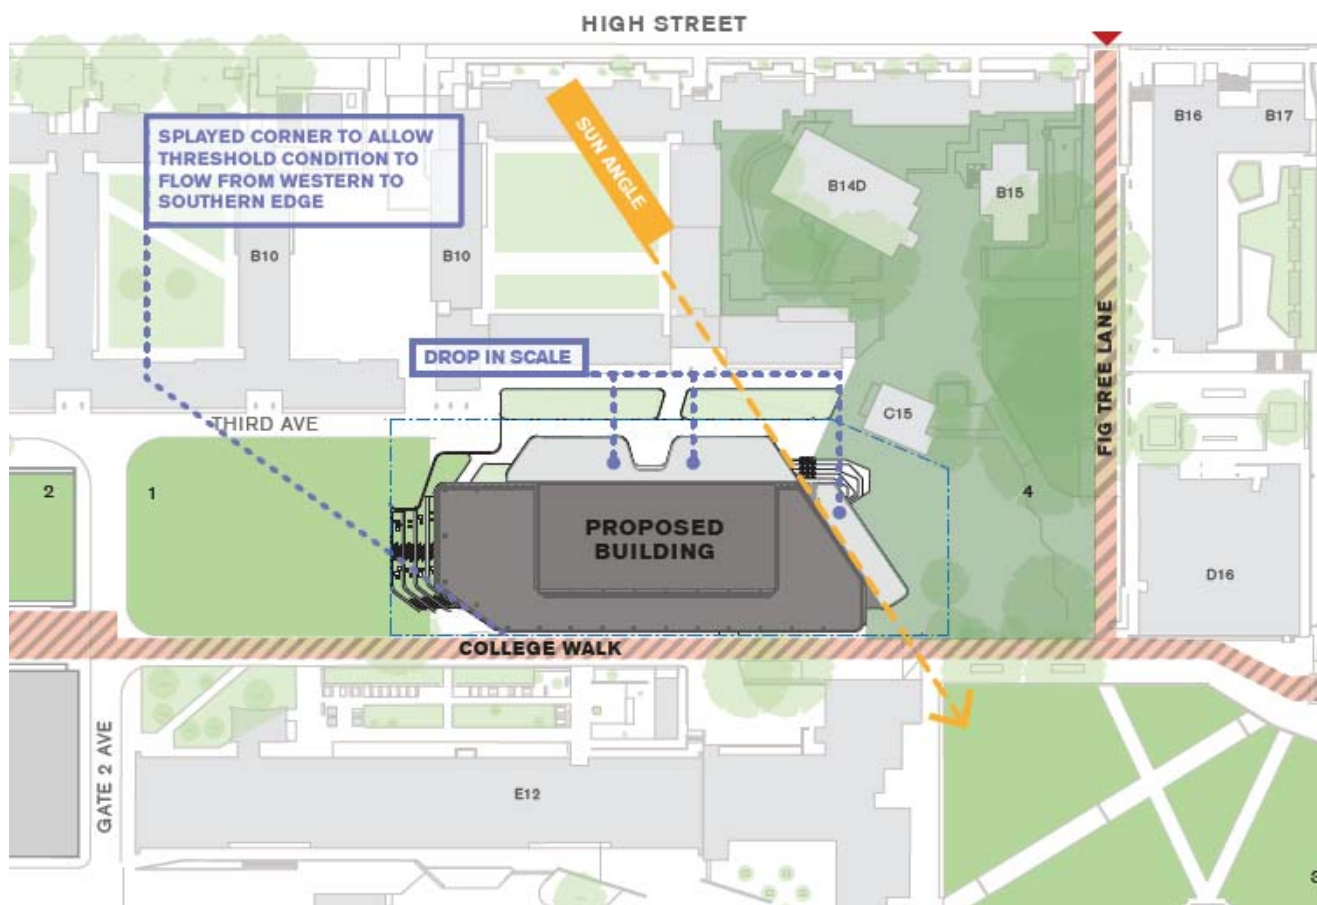 HIGH STREET
SPLAYED CORNER TO ALLOW
THRESHOLD CONDITION TO
FLOW FROM WESTERN TO
SOUTHERN EDGE
SUN ANGLE
B16
B17
B14D
B15
B10
B10
FIG TREE LANE
DROP IN SCALE
THIRD AVE
C15
2
1
4
PROPOSED
BUILDING
D16
COLLEGE WALK
GATE 2 AVE
E12